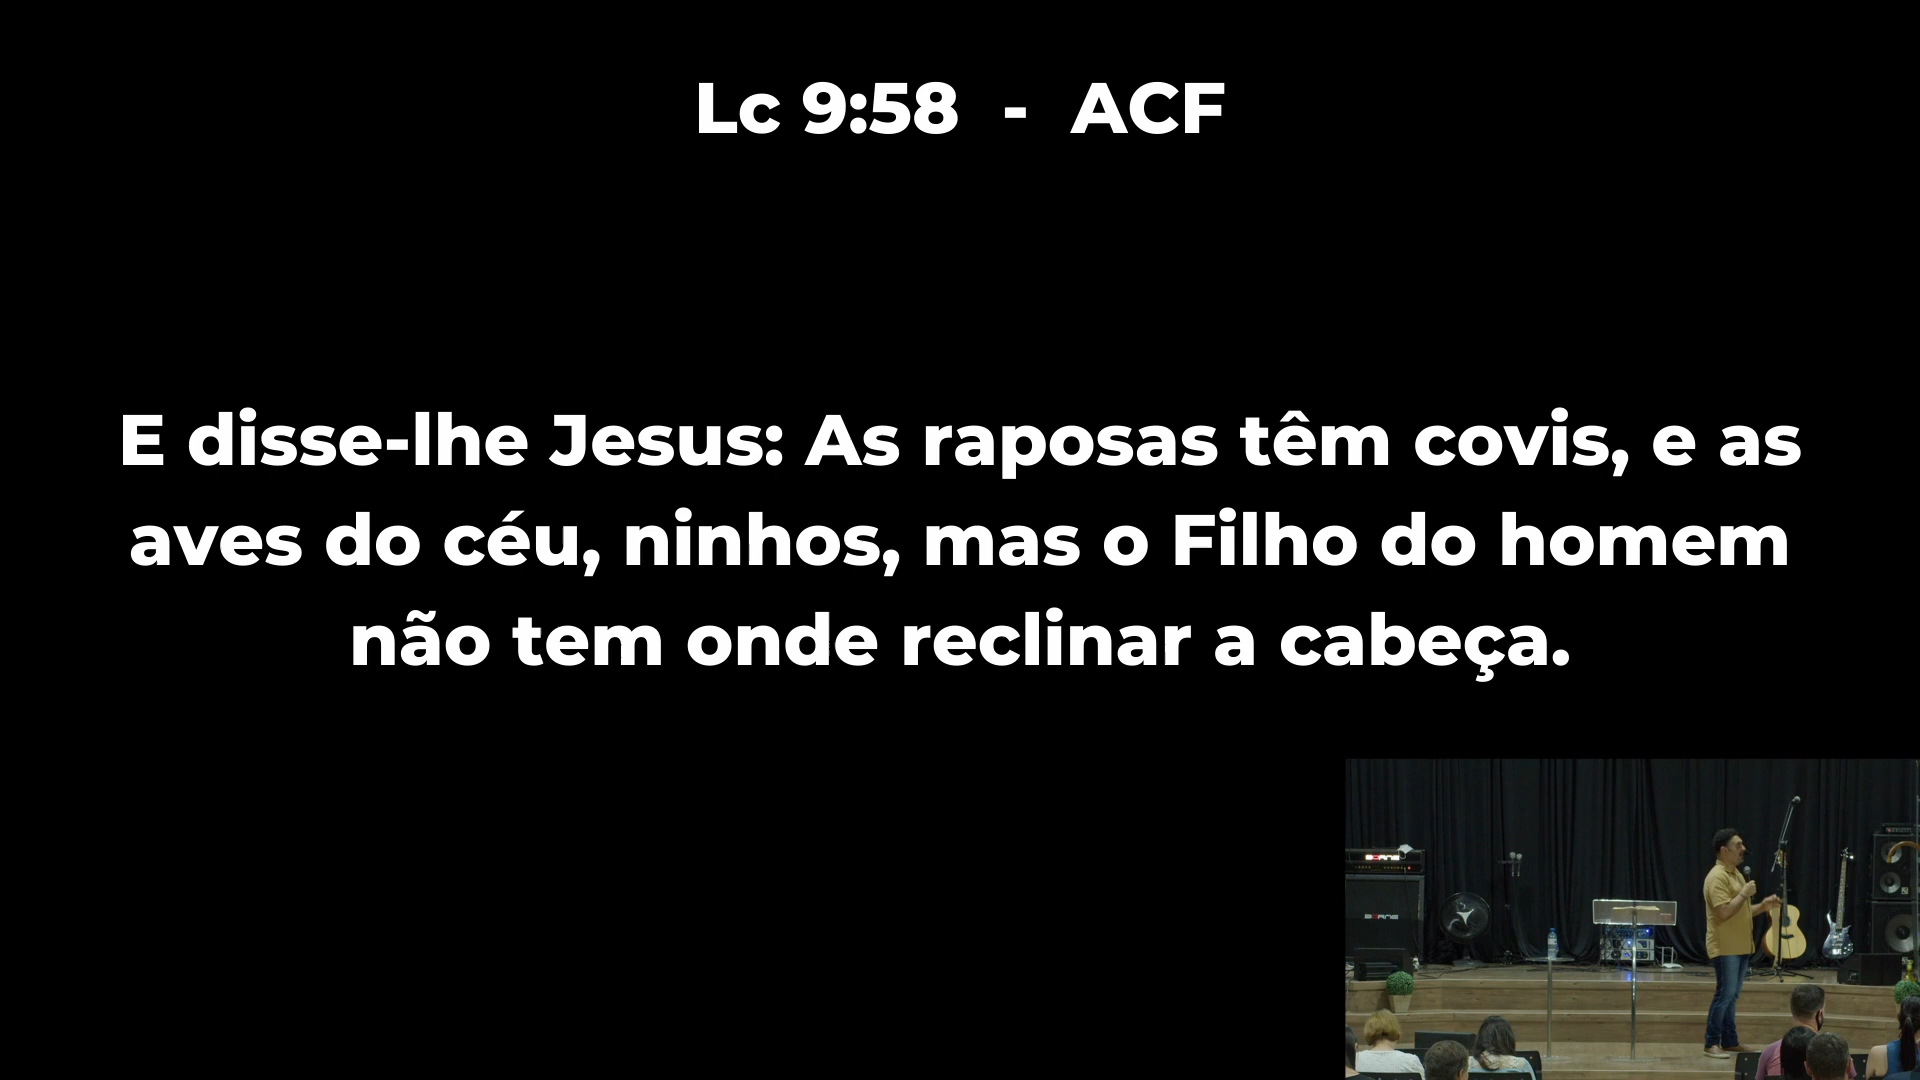 Lc 9:58 - ACF
E disse-lhe Jesus: As raposas têm covis, e as
aves do céu, ninhos, mas o Filho do homem
não tem onde reclinar a cabeça.